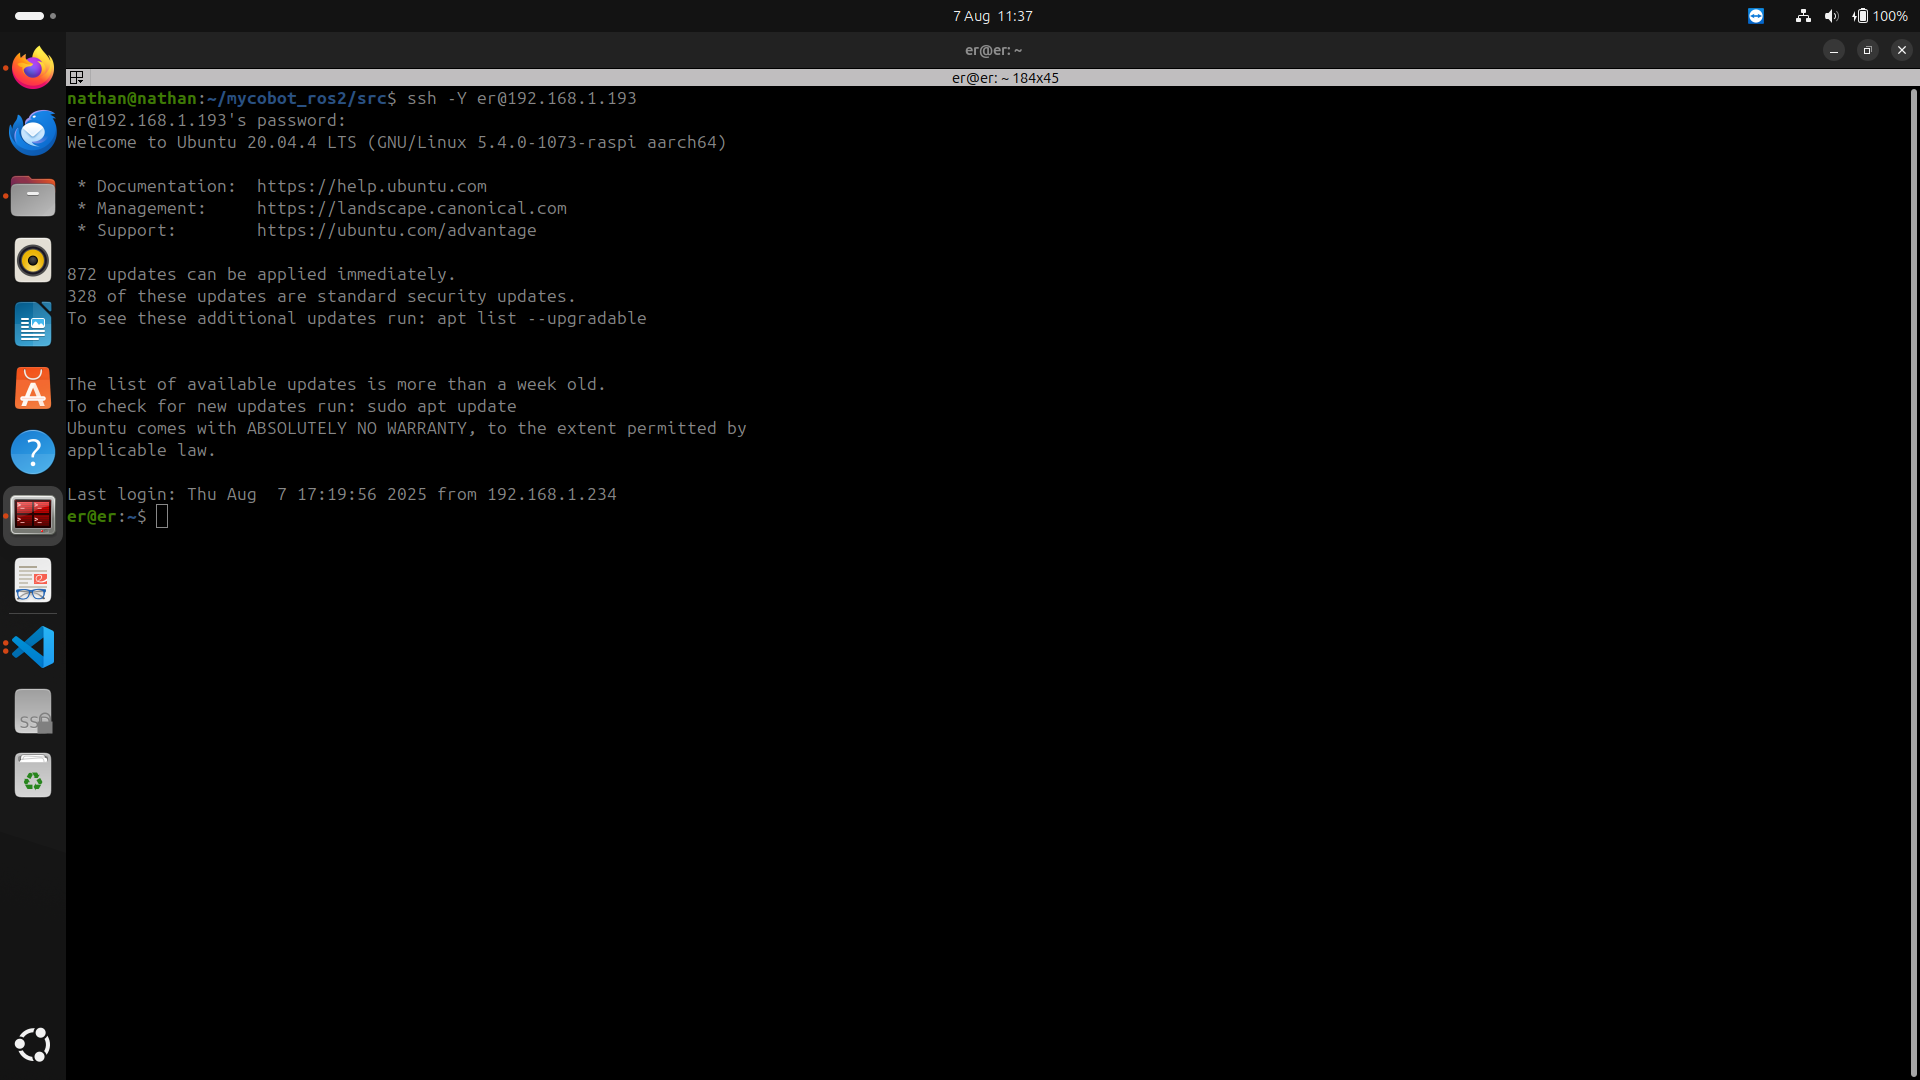 7 Aug 11:37
100%
er@er: ~
er@er: ~ 184x45
nathan@nathan:~/mycobot_ros2/src$ ssh -Y er@192.168.1.193
er@192.168.1.193's password:
Welcome to Ubuntu 20.04.4 LTS (GNU/Linux 5.4.0-1073-raspi aarch64)
* Documentation:  https://help.ubuntu.com
* Management:     https://landscape.canonical.com
* Support:        https://ubuntu.com/advantage
872 updates can be applied immediately.
328 of these updates are standard security updates.
To see these additional updates run: apt list --upgradable
The list of available updates is more than a week old.
To check for new updates run: sudo apt update
Ubuntu comes with ABSOLUTELY NO WARRANTY, to the extent permitted by
applicable law.
Last login: Thu Aug  7 17:19:56 2025 from 192.168.1.234
er@er:~$